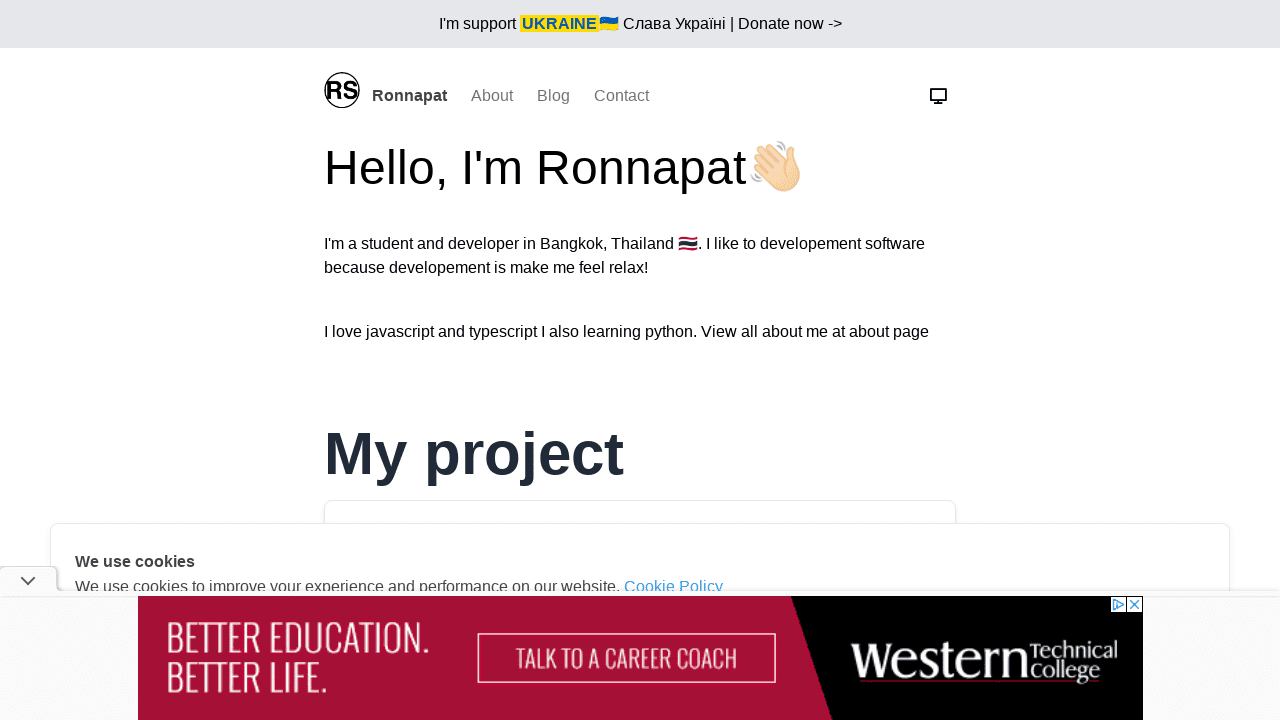 I'm support UKRAINE🇺🇦 Слава Україні | Donate now ->
RS Ronnapat About Blog Contact
Hello, I'm Ronnapat👋🏻
I'm a student and developer in Bangkok, Thailand 🇹🇭. I like to developement software
because developement is make me feel relax!
I love javascript and typescript I also learning python. View all about me at about page
My project
We use cookies
We use cookies to improve your experience and performance on our website. Cookie Policy
BETTER EDUCATION.
BETTER LIFE.
TALK TO A CAREER COACH
Western Technical
College